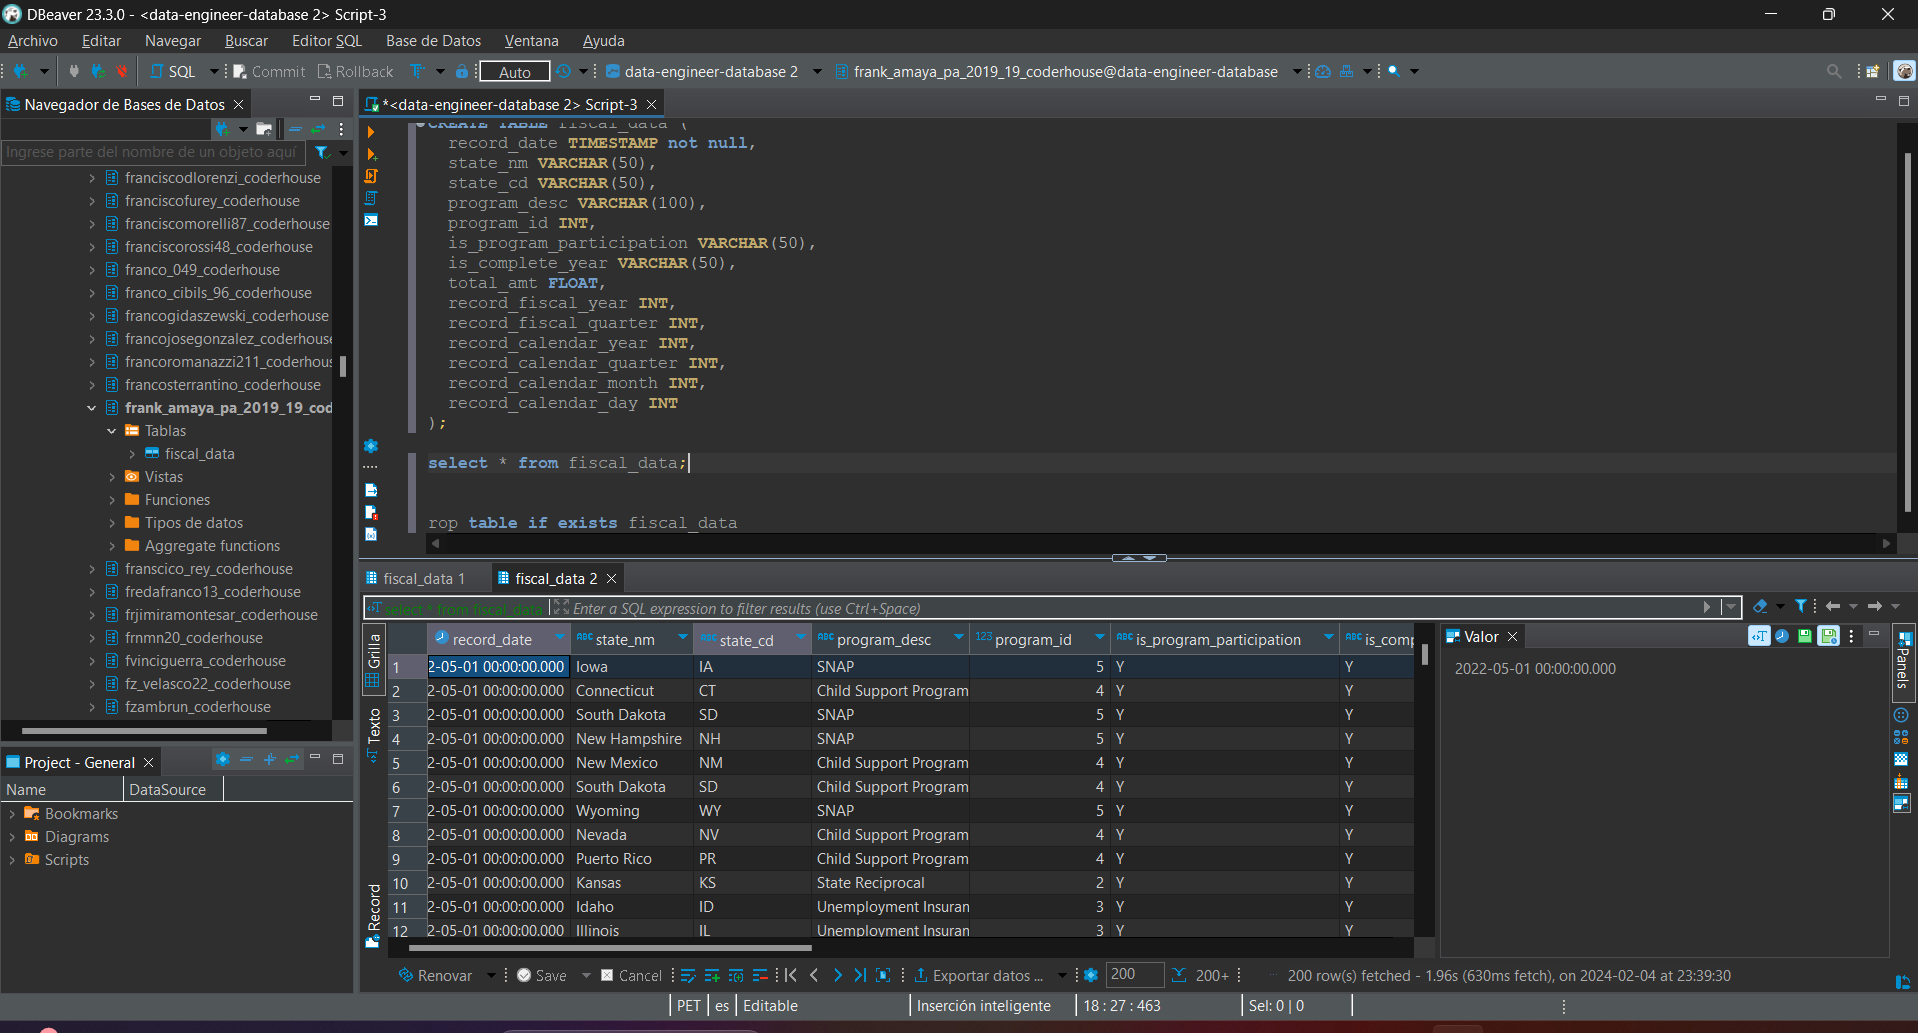 DBeaver 23.3.0 - <data-engineer-database 2> Script-3
Archivo Editar Navegar Buscar Editor SQL Base de Datos Ventana Ayuda
SQL Commit Rollback Auto data-engineer-database 2 frank_amaya_pa_2019_19_coderhouse@data-engineer-database
Navegador de Bases de Datos
Ingrese parte del nombre de un objeto aquí
franciscodlorenzi_coderhouse
franciscofurey_coderhouse
franciscomorelli87_coderhouse
franciscorossi48_coderhouse
franco_049_coderhouse
franco_cibils_96_coderhouse
francogidaszewski_coderhouse
francojosegonzalez_coderhouse
francoromanazzi211_coderhous
francosterrantino_coderhouse
frank_amaya_pa_2019_19_cod
Tablas
fiscal_data
Vistas
Funciones
Tipos de datos
Aggregate functions
franscico_rey_coderhouse
fredafranco13_coderhouse
frjimiramontesar_coderhouse
frnmn20_coderhouse
fvinciguerra_coderhouse
fz_velasco22_coderhouse
fzambrun_coderhouse
Project - General
Name DataSource
Bookmarks
Diagrams
Scripts
*<data-engineer-database 2> Script-3
CREATE TABLE fiscal_data (
record_date TIMESTAMP not null,
state_nm VARCHAR(50),
state_cd VARCHAR(50),
program_desc VARCHAR(100),
program_id INT,
is_program_participation VARCHAR(50),
is_complete_year VARCHAR(50),
total_amt FLOAT,
record_fiscal_year INT,
record_fiscal_quarter INT,
record_calendar_year INT,
record_calendar_quarter INT,
record_calendar_month INT,
record_calendar_day INT
);
select * from fiscal_data;
rop table if exists fiscal_data
fiscal_data 1 fiscal_data 2
select * from fiscal_data Enter a SQL expression to filter results (use Ctrl+Space)
Grilla
Texto
Record
record_date state_nm state_cd program_desc 123 program_id is_program_participation is_comp
1 2-05-01 00:00:00.000 Iowa IA SNAP 5 Y Y
2 2-05-01 00:00:00.000 Connecticut CT Child Support Program 4 Y Y
3 2-05-01 00:00:00.000 South Dakota SD SNAP 5 Y Y
4 2-05-01 00:00:00.000 New Hampshire NH SNAP 5 Y Y
5 2-05-01 00:00:00.000 New Mexico NM Child Support Program 4 Y Y
6 2-05-01 00:00:00.000 South Dakota SD Child Support Program 4 Y Y
7 2-05-01 00:00:00.000 Wyoming WY SNAP 5 Y Y
8 2-05-01 00:00:00.000 Nevada NV Child Support Program 4 Y Y
9 2-05-01 00:00:00.000 Puerto Rico PR Child Support Program 4 Y Y
10 2-05-01 00:00:00.000 Kansas KS State Reciprocal 2 Y Y
11 2-05-01 00:00:00.000 Idaho ID Unemployment Insuran 3 Y Y
12 2-05-01 00:00:00.000 Illinois IL Unemployment Insuran 3 Y Y
Valor
2022-05-01 00:00:00.000
Panels
Renovar Save Cancel Exportar datos ... 200 200+ 200 row(s) fetched - 1.96s (630ms fetch), on 2024-02-04 at 23:39:30
PET es Editable Inserción inteligente 18 : 27 : 463 Sel: 0 | 0